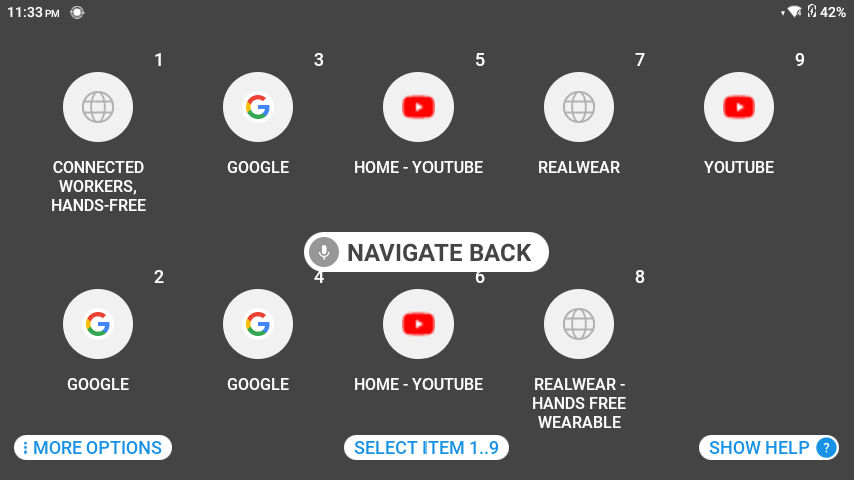 11:33 PM
42%
1
3
5
7
9
CONNECTED
WORKERS,
HANDS-FREE
GOOGLE
HOME - YOUTUBE
REALWEAR
YOUTUBE
NAVIGATE BACK
2
4
6
8
GOOGLE
GOOGLE
HOME - YOUTUBE
REALWEAR -
HANDS FREE
WEARABLE
MORE OPTIONS
SELECT ITEM 1..9
SHOW HELP ?